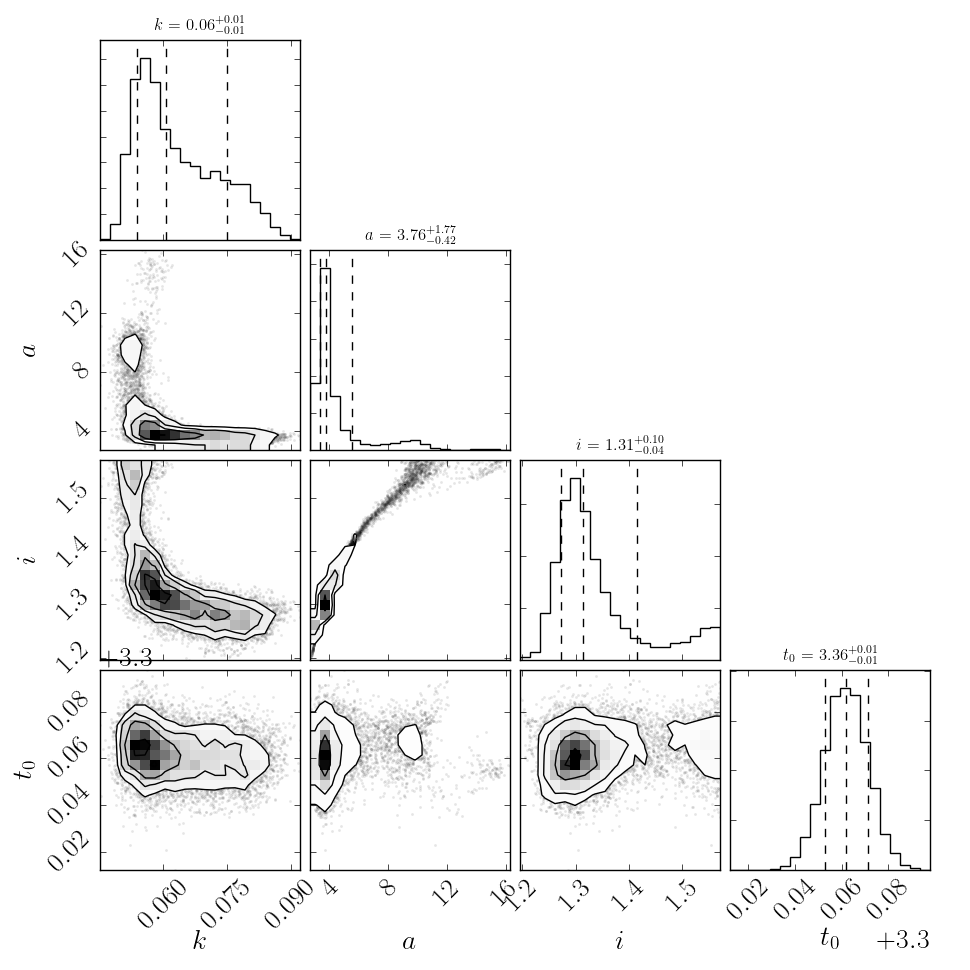 k = 0.06^{+0.01}_{-0.01}
a = 3.76^{+1.77}_{-0.42}
16
12
8
4
a
i = 1.31^{+0.10}_{-0.04}
1.5
1.4
1.3
1.2
i
+3.3
t_0 = 3.36^{+0.01}_{-0.01}
0.08
0.06
0.04
0.02
t_0
0.060 0.075 0.090 4 8 12 16 1.2 1.3 1.4 1.5 0.02 0.04 0.06 0.08
k a i t_0 +3.3